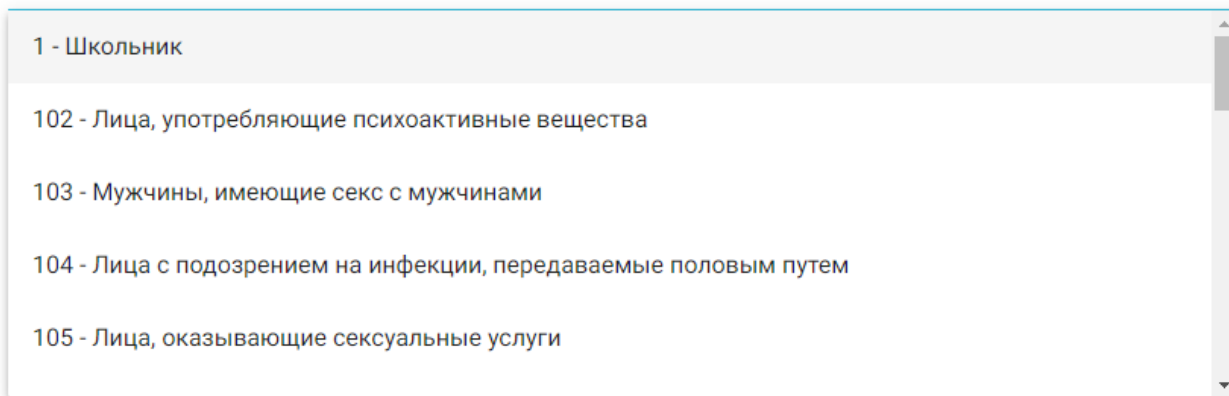 1 - Школьник
102 - Лица, употребляющие психоактивные вещества
103 - Мужчины, имеющие секс с мужчинами
104 - Лица с подозрением на инфекции, передаваемые половым путем
105 - Лица, оказывающие сексуальные услуги